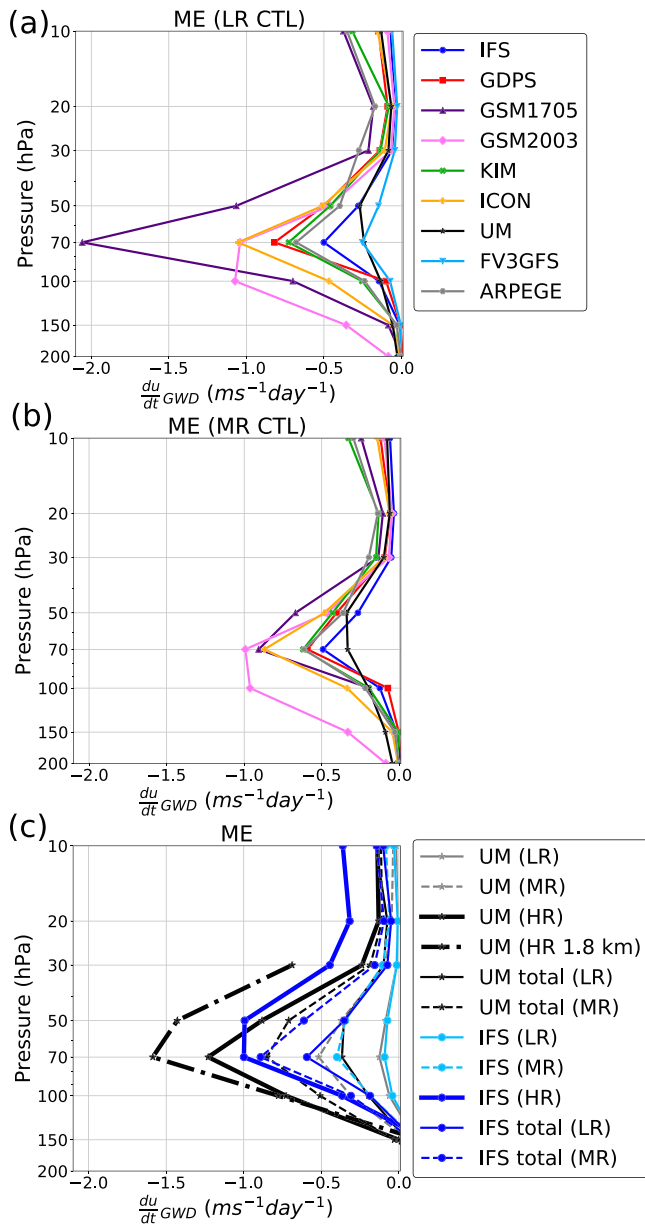 (a)
ME (LR CTL)
10
20
30
50
70
100
150
200
Pressure (hPa)
−2.0 −1.5 −1.0 −0.5 0.0
du/dt GWD (ms⁻¹day⁻¹)
IFS
GDPS
GSM1705
GSM2003
KIM
ICON
UM
FV3GFS
ARPEGE
(b)
ME (MR CTL)
10
20
30
50
70
100
150
200
Pressure (hPa)
−2.0 −1.5 −1.0 −0.5 0.0
du/dt GWD (ms⁻¹day⁻¹)
(c)
ME
10
20
30
50
70
100
150
200
Pressure (hPa)
−2.0 −1.5 −1.0 −0.5 0.0
du/dt GWD (ms⁻¹day⁻¹)
UM (LR)
UM (MR)
UM (HR)
UM (HR 1.8 km)
UM total (LR)
UM total (MR)
IFS (LR)
IFS (MR)
IFS (HR)
IFS total (LR)
IFS total (MR)